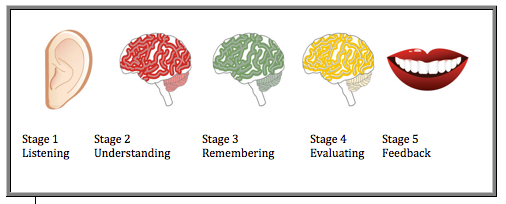 Stage 1 Stage 2 Stage 3 Stage 4 Stage 5
Listening Understanding Remembering Evaluating Feedback